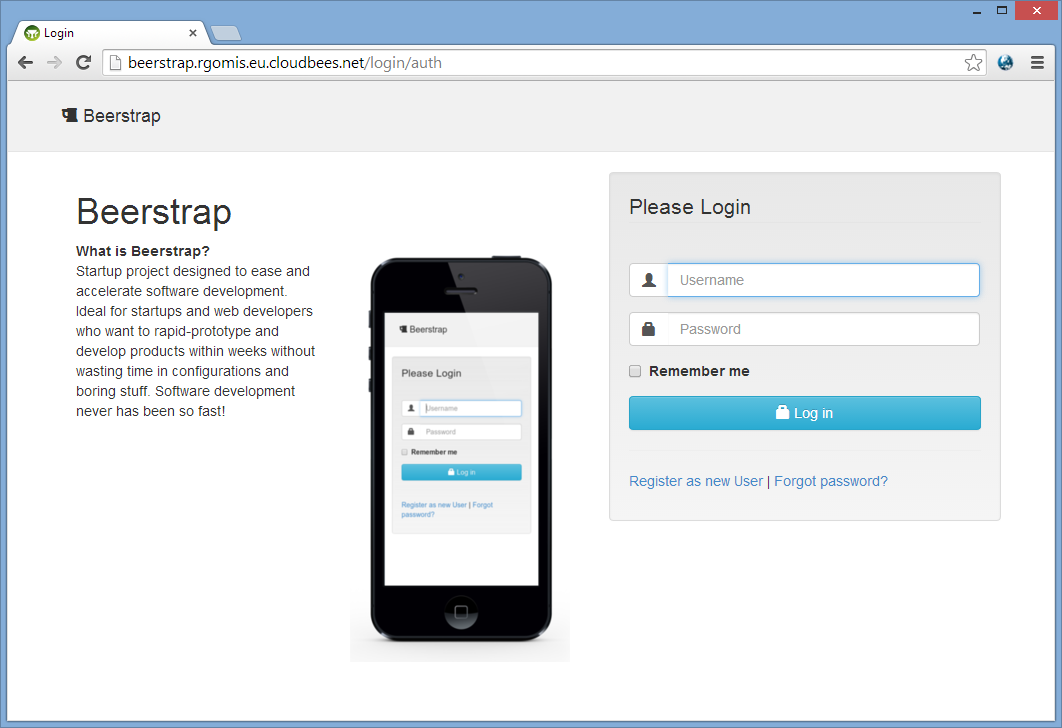 Login
beerstrap.rgomis.eu.cloudbees.net/login/auth
Beerstrap
Beerstrap
What is Beerstrap?
Startup project designed to ease and
accelerate software development.
Ideal for startups and web developers
who want to rapid-prototype and
develop products within weeks without
wasting time in configurations and
boring stuff. Software development
never has been so fast!
Beerstrap
Please Login
Username
Password
Remember me
Log in
Register as new User | Forgot
password?
Please Login
Username
Password
Remember me
Log in
Register as new User | Forgot password?